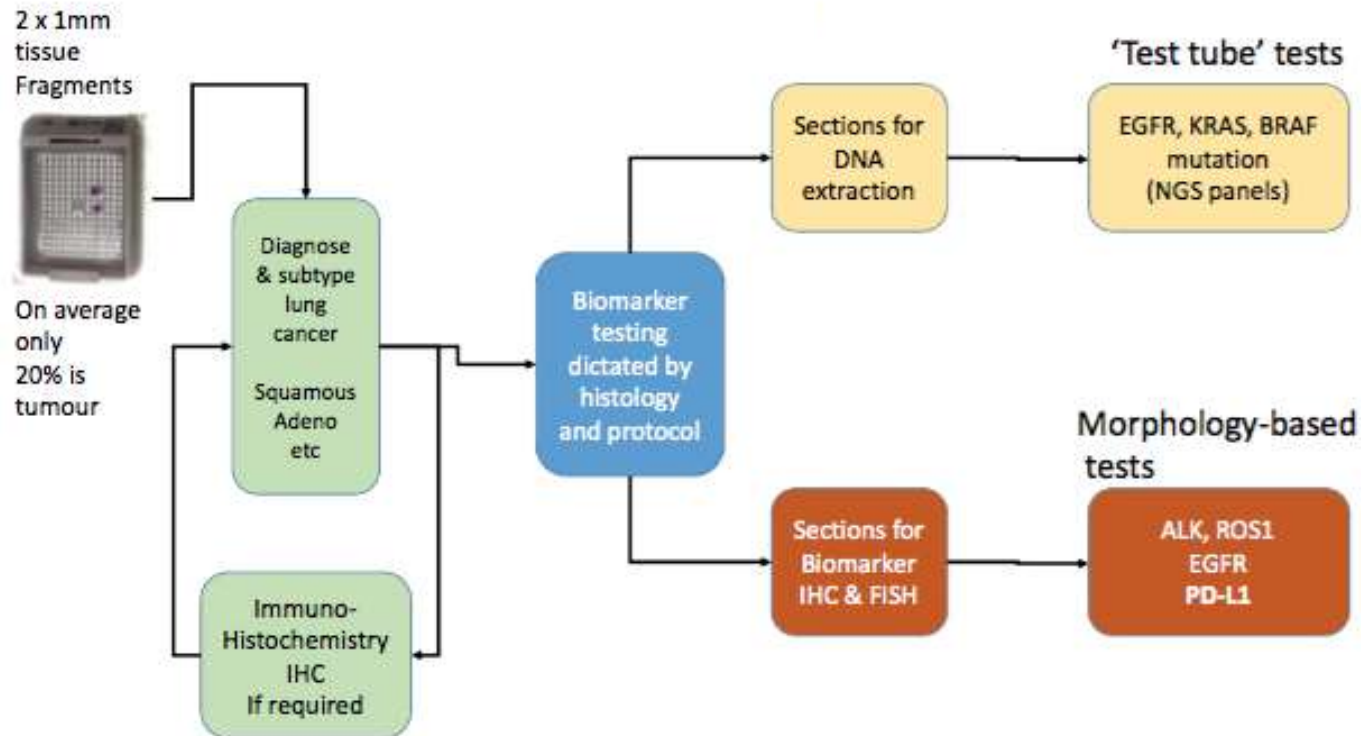 2 x 1mm
tissue
Fragments
On average
only
20% is
tumour
Diagnose
& subtype
lung
cancer
Squamous
Adeno
etc
Immuno-
Histochemistry
IHC
If required
Biomarker
testing
dictated by
histology
and protocol
Sections for
DNA
extraction
'Test tube' tests
EGFR, KRAS, BRAF
mutation
(NGS panels)
Sections for
Biomarker
IHC & FISH
Morphology-based
tests
ALK, ROS1
EGFR
PD-L1